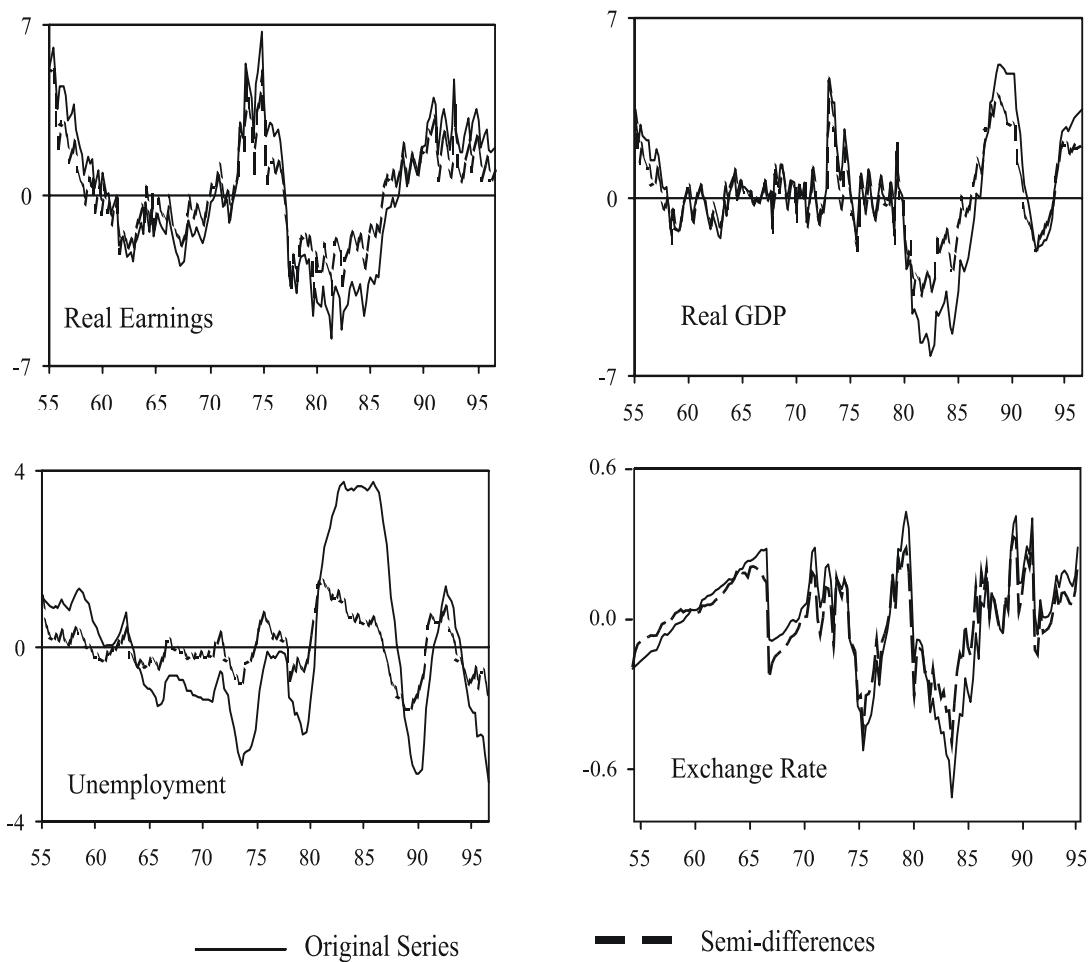 7
0
-7
Real Earnings
55 60 65 70 75 80 85 90 95
7
0
-7
Real GDP
55 60 65 70 75 80 85 90 95
4
0
-4
Unemployment
55 60 65 70 75 80 85 90 95
0.6
0.0
-0.6
Exchange Rate
55 60 65 70 75 80 85 90 95
Original Series
Semi-differences